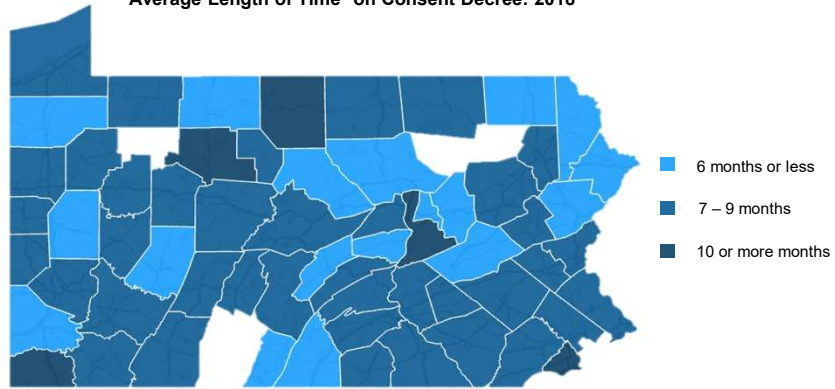 Average Length of Time on Consent Decree: 2018
6 months or less
7 – 9 months
10 or more months